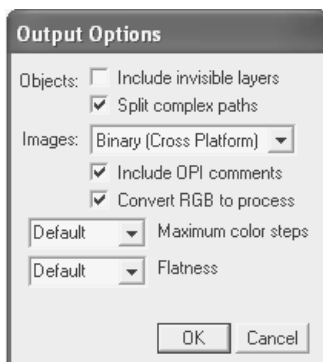 Output Options
Objects: Include invisible layers
Split complex paths
Images: Binary (Cross Platform)
Include OPI comments
Convert RGB to process
Default Maximum color steps
Default Flatness
OK Cancel